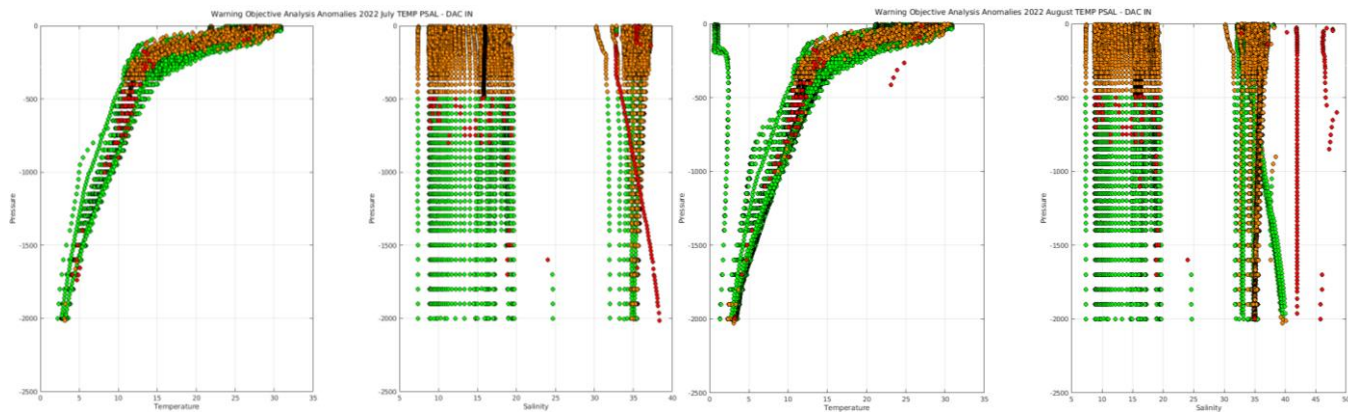 Warning Objective Analysis Anomalies 2022 July TEMP PSAL - DAC IN
0
-500
-1000
-1500
-2000
-2500
Pressure
0 5 10 15 20 25 30 35
Temperature
0
-500
-1000
-1500
-2000
-2500
Pressure
5 10 15 20 25 30 35 40
Salinity
Warning Objective Analysis Anomalies 2022 August TEMP PSAL - DAC IN
0
-500
-1000
-1500
-2000
-2500
Pressure
0 5 10 15 20 25 30 35
Temperature
0
-500
-1000
-1500
-2000
-2500
Pressure
5 10 15 20 25 30 35 40 45 50
Salinity